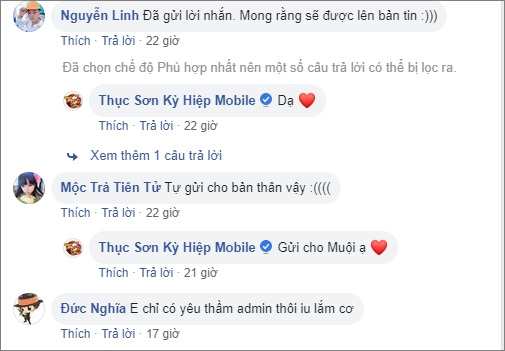 Nguyễn Linh Đã gửi lời nhắn. Mong rằng sẽ được lên bản tin :)))
Thích · Trả lời · 22 giờ
Đã chọn chế độ Phù hợp nhất nên một số câu trả lời có thể bị lọc ra.
Thục Sơn Kỳ Hiệp Mobile Dạ ❤
Thích · Trả lời · 22 giờ
Xem thêm 1 câu trả lời
Mộc Trà Tiên Tử Tự gửi cho bản thân vậy :((((
Thích · Trả lời · 22 giờ
Thục Sơn Kỳ Hiệp Mobile Gửi cho Muội ạ ❤
Thích · Trả lời · 21 giờ
Đức Nghĩa E chỉ có yêu thầm admin thôi iu lắm cơ
Thích · Trả lời · 17 giờ